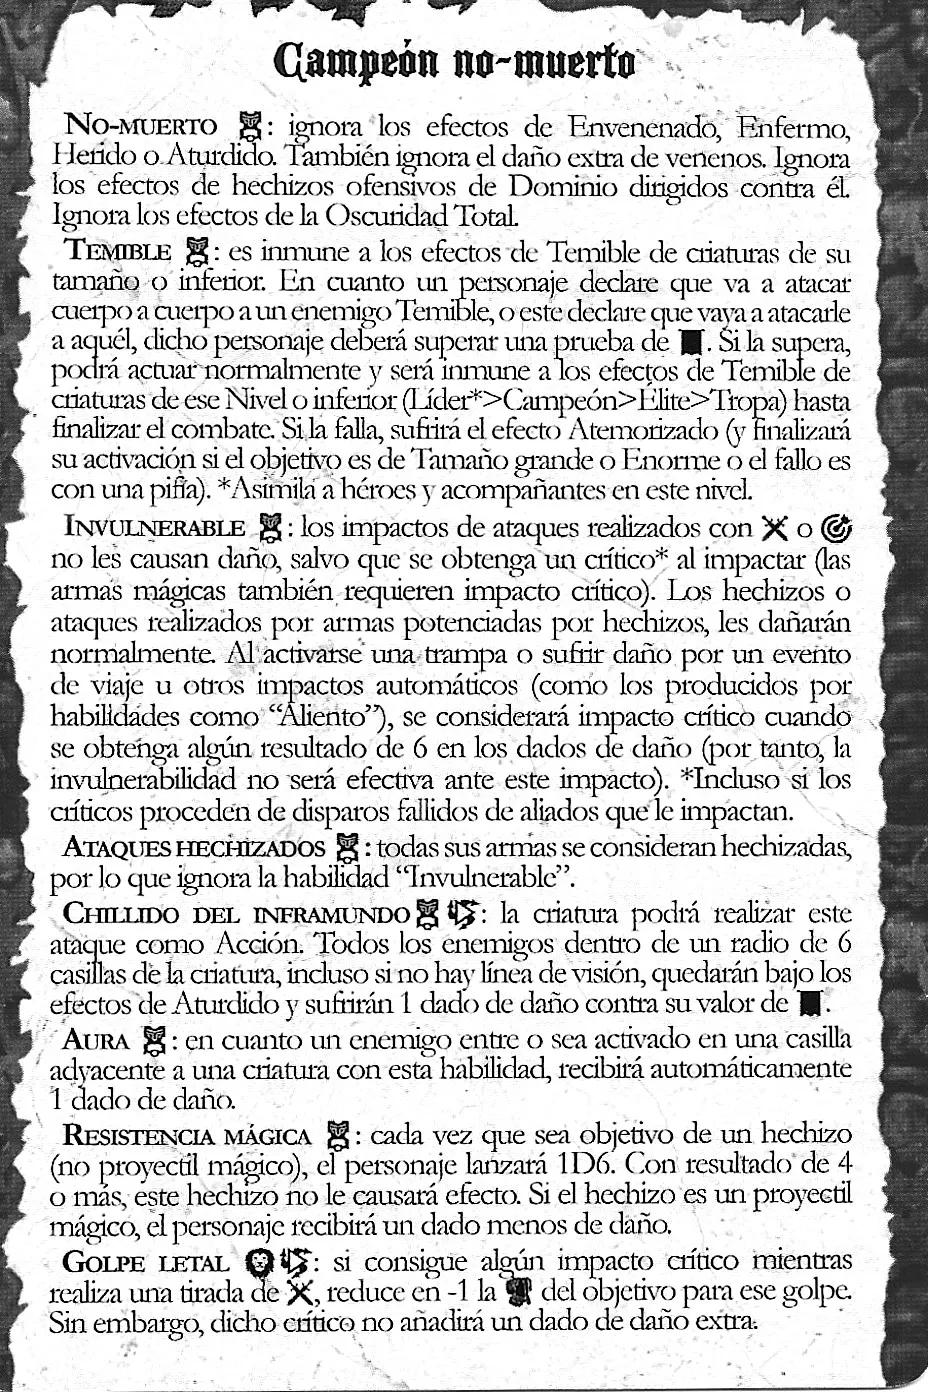 Campeón no-muerto
No-muerto : ignora los efectos de Envenenado, Enfermo,
Herido o Aturdido. También ignora el daño extra de venenos. Ignora
los efectos de hechizos ofensivos de Dominio dirigidos contra él.
Ignora los efectos de la Oscuridad Total.
Temible : es inmune a los efectos de Temible de criaturas de su
tamaño o inferior. En cuanto un personaje declare que va a atacar
cuerpo a cuerpo a un enemigo Temible, o este declare que vaya a atacarle
a aquél, dicho personaje deberá superar una prueba de . Si la supera,
podrá actuar normalmente y será inmune a los efectos de Temible de
criaturas de ese Nivel o inferior (Líder*>Campeón>Élite>Tropa) hasta
finalizar el combate. Si la falla, sufrirá el efecto Atemorizado (y finalizará
su activación si el objetivo es de Tamaño grande o Enorme o el fallo es
con una pifia). *Asimila a héroes y acompañantes en este nivel.
Invulnerable : los impactos de ataques realizados con o
no les causan daño, salvo que se obtenga un crítico* al impactar (las
armas mágicas también requieren impacto crítico). Los hechizos o
ataques realizados por armas potenciadas por hechizos, les dañarán
normalmente. Al activarse una trampa o sufrir daño por un evento
de viaje u otros impactos automáticos (como los producidos por
habilidades como “Aliento”), se considerará impacto crítico cuando
se obtenga algún resultado de 6 en los dados de daño (por tanto, la
invulnerabilidad no será efectiva ante este impacto). *Incluso si los
críticos proceden de disparos fallidos de aliados que le impactan.
Ataques hechizados : todas sus armas se consideran hechizadas,
por lo que ignora la habilidad “Invulnerable”.
Chillido del inframundo : la criatura podrá realizar este
ataque como Acción. Todos los enemigos dentro de un radio de 6
casillas de la criatura, incluso si no hay línea de visión, quedarán bajo los
efectos de Aturdido y sufrirán 1 dado de daño contra su valor de .
Aura : en cuanto un enemigo entre o sea activado en una casilla
adyacente a una criatura con esta habilidad, recibirá automáticamente
1 dado de daño.
Resistencia mágica : cada vez que sea objetivo de un hechizo
(no proyectil mágico), el personaje lanzará 1D6. Con resultado de 4
o más, este hechizo no le causará efecto. Si el hechizo es un proyectil
mágico, el personaje recibirá un dado menos de daño.
Golpe letal : si consigue algún impacto crítico mientras
realiza una tirada de , reduce en -1 la del objetivo para ese golpe.
Sin embargo, dicho crítico no añadirá un dado de daño extra.